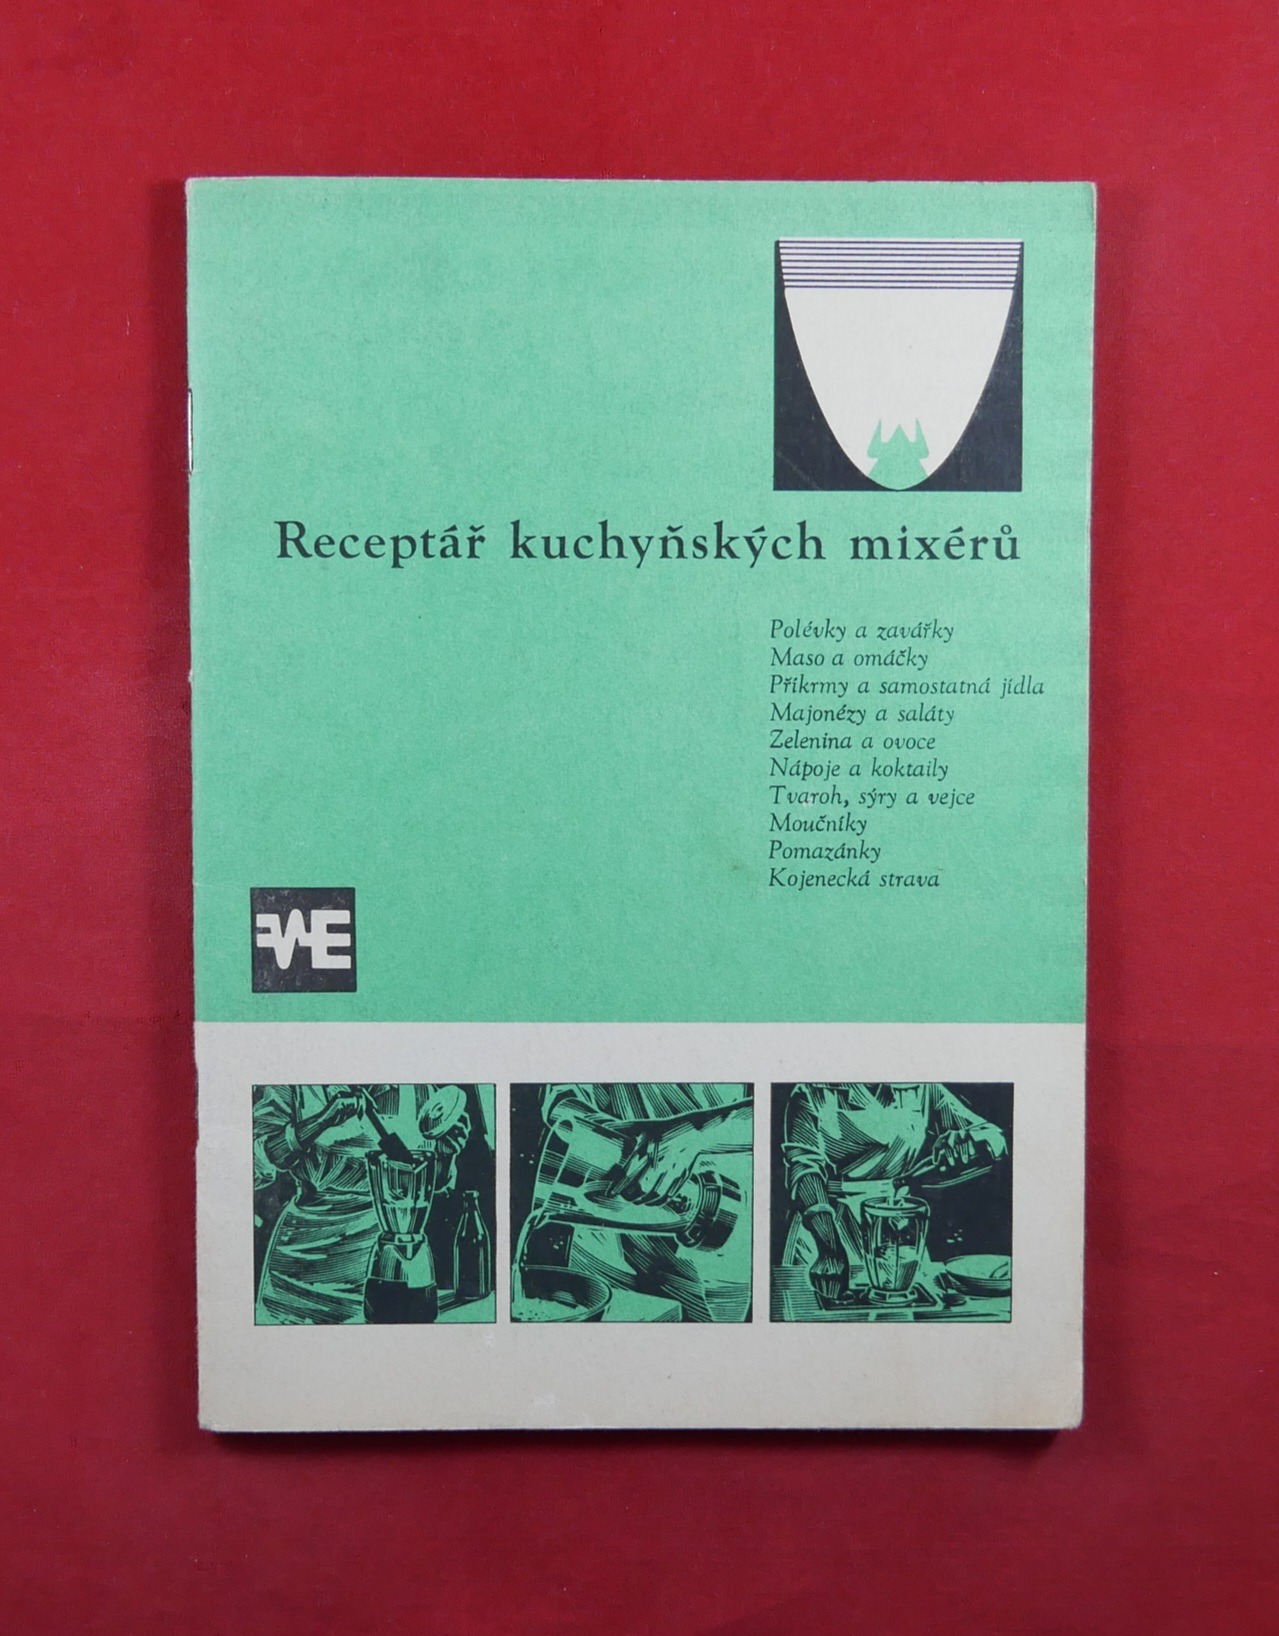 Receptář kuchyňských mixérů
Polévky a zavářky
Maso a omáčky
Příkrmy a samostatná jídla
Majonézy a saláty
Zelenina a ovoce
Nápoje a koktaily
Tvaroh, sýry a vejce
Moučníky
Pomazánky
Kojenecká strava